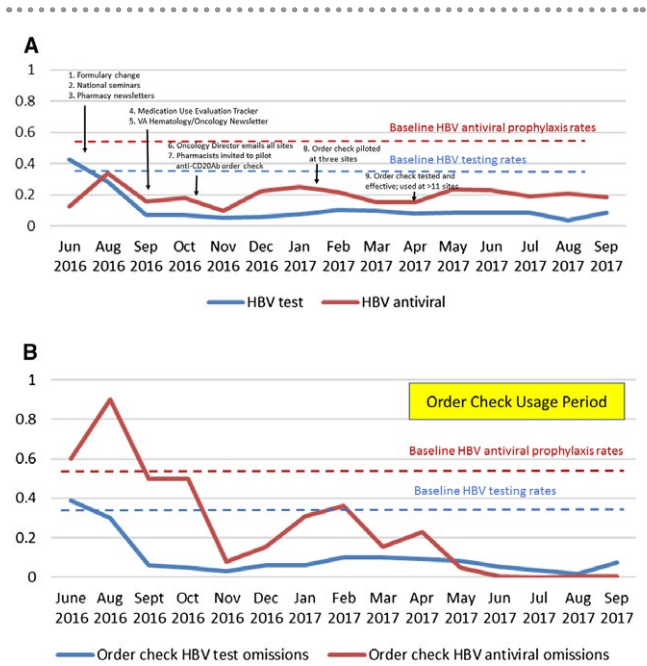 A
1
1. Formulary change
2. National seminars
3. Pharmacy newsletters
0.8
4. Medication Use Evaluation Tracker
5. VA Hematology/Oncology Newsletter
Baseline HBV antiviral prophylaxis rates
0.6
6. Oncology Director emails all sites
7. Pharmacists invited to pilot
anti-CD20Ab order check
8. Order check piloted
at three sites
Baseline HBV testing rates
0.4
9. Order check tested and
effective; used at >11 sites
0.2
0
Jun Aug Sep Oct Nov Dec Jan Feb Mar Apr May Jun Jul Aug Sep
2016 2016 2016 2016 2016 2016 2017 2017 2017 2017 2017 2017 2017 2017 2017
HBV test HBV antiviral
B
1
Order Check Usage Period
0.8
Baseline HBV antiviral prophylaxis rates
0.6
Baseline HBV testing rates
0.4
0.2
0
June Aug Sept Oct Nov Dec Jan Feb Mar Apr May Jun Jul Aug Sep
2016 2016 2016 2016 2016 2016 2017 2017 2017 2017 2017 2017 2017 2017 2017
Order check HBV test omissions Order check HBV antiviral omissions